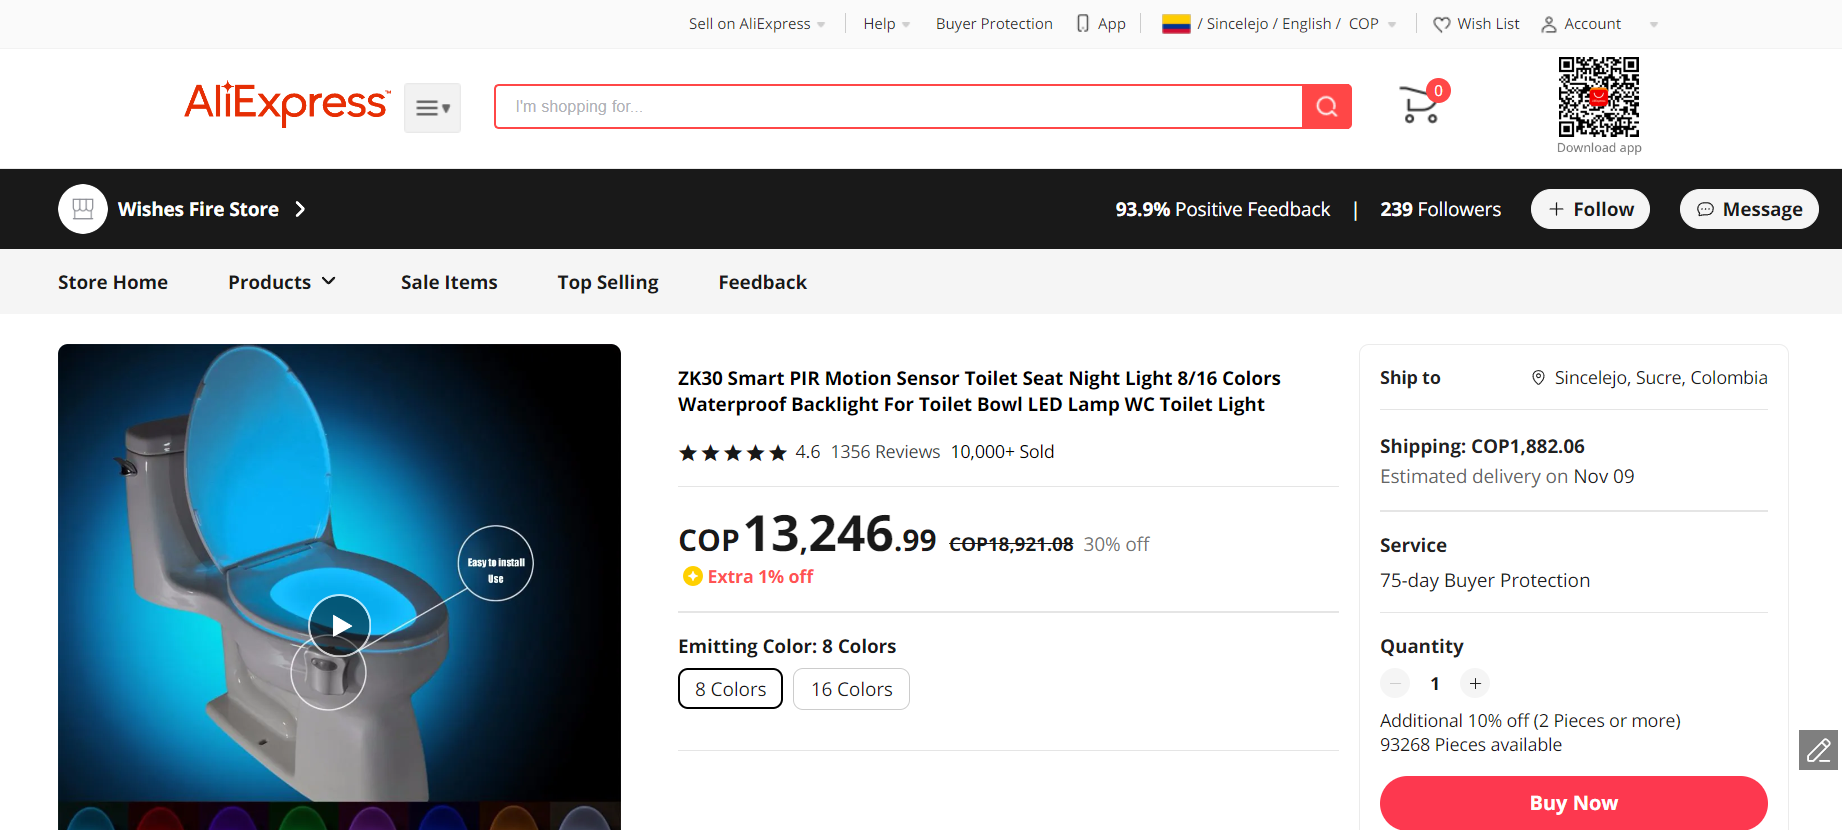 Sell on AliExpress
Help
Buyer Protection
App
/ Sincelejo / English / COP
Wish List
Account
AliExpress™
I'm shopping for...
0
Download app
Wishes Fire Store
93.9% Positive Feedback | 239 Followers
+ Follow
Message
Store Home
Products
Sale Items
Top Selling
Feedback
Easy to install
Use
ZK30 Smart PIR Motion Sensor Toilet Seat Night Light 8/16 Colors
Waterproof Backlight For Toilet Bowl LED Lamp WC Toilet Light
4.6 1356 Reviews 10,000+ Sold
COP13,246.99 COP18,921.08 30% off
Extra 1% off
Emitting Color: 8 Colors
8 Colors
16 Colors
Ship to
Sincelejo, Sucre, Colombia
Shipping: COP1,882.06
Estimated delivery on Nov 09
Service
75-day Buyer Protection
Quantity
1
Additional 10% off (2 Pieces or more)
93268 Pieces available
Buy Now